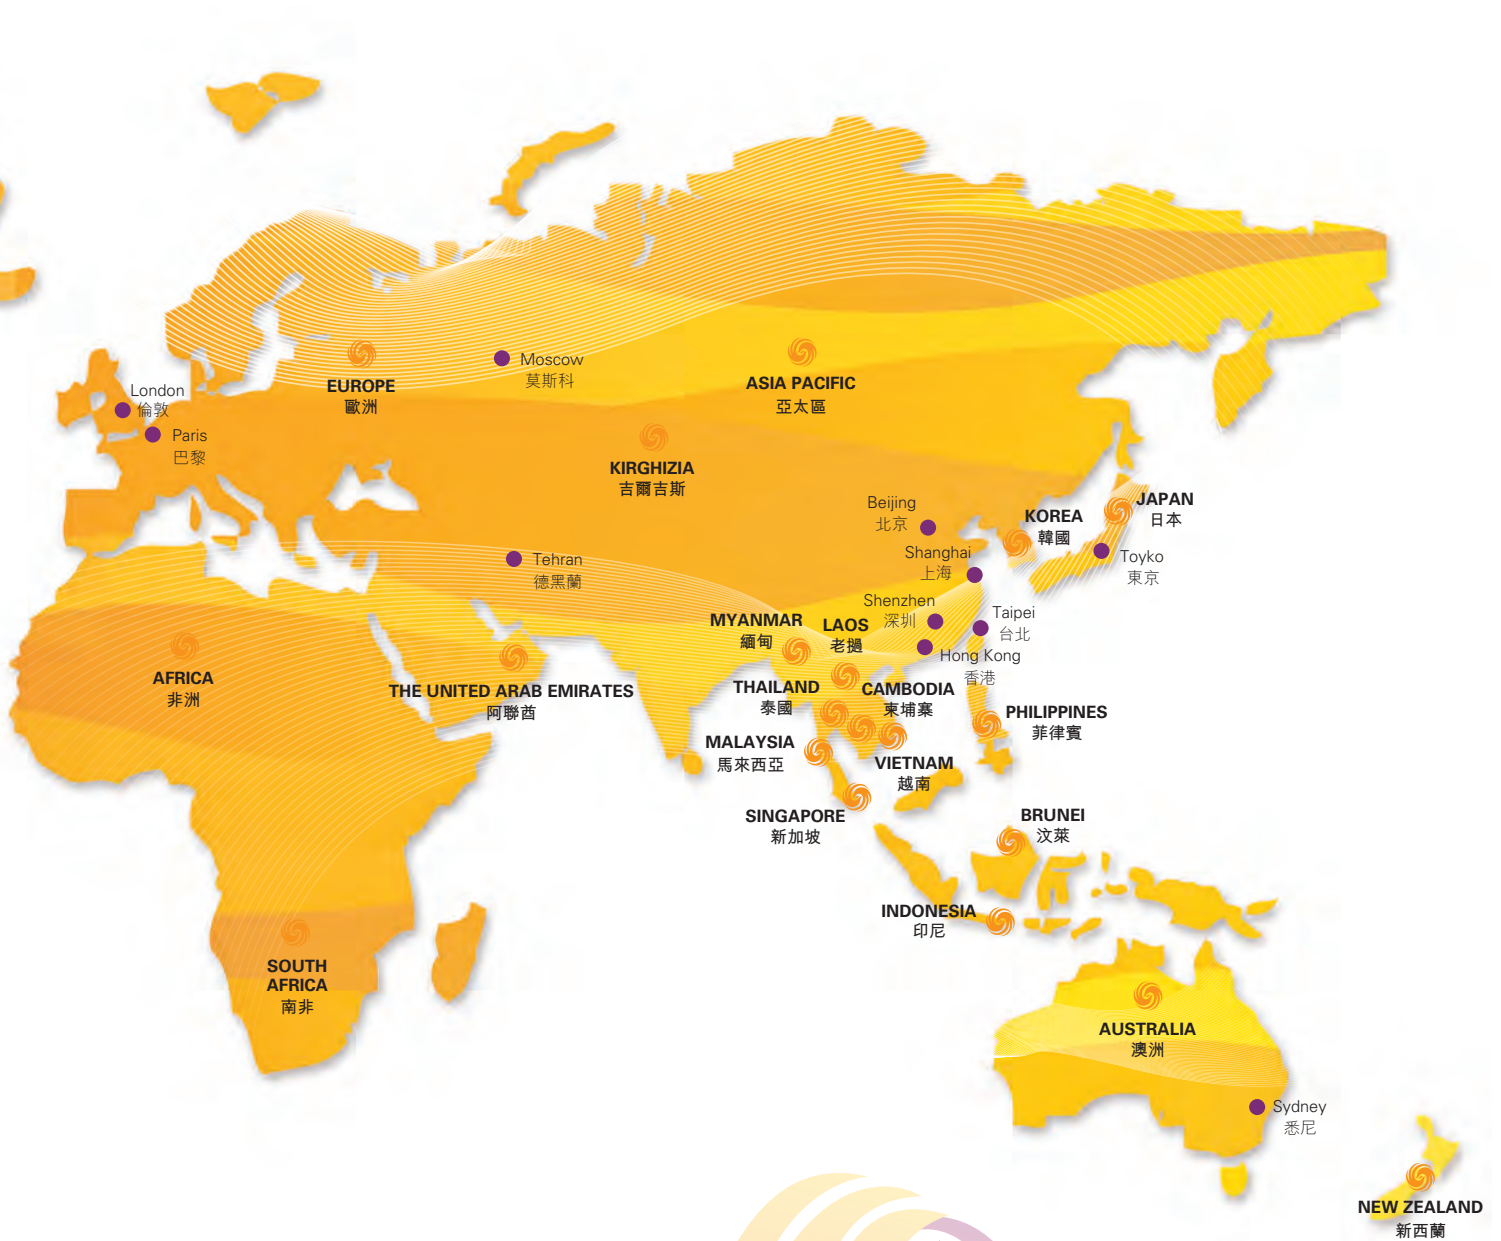 Moscow
莫斯科
EUROPE
歐洲
ASIA PACIFIC
亞太區
London
倫敦
Paris
巴黎
KIRGHIZIA
吉爾吉斯
Beijing
北京
JAPAN
日本
KOREA
韓國
Shanghai
上海
Toyko
東京
Tehran
德黑蘭
Shenzhen
深圳
Taipei
台北
MYANMAR
緬甸
LAOS
老撾
Hong Kong
香港
AFRICA
非洲
THE UNITED ARAB EMIRATES
阿聯酋
THAILAND
泰國
CAMBODIA
柬埔寨
PHILIPPINES
菲律賓
MALAYSIA
馬來西亞
VIETNAM
越南
SINGAPORE
新加坡
BRUNEI
汶萊
INDONESIA
印尼
SOUTH
AFRICA
南非
AUSTRALIA
澳洲
Sydney
悉尼
NEW ZEALAND
新西蘭